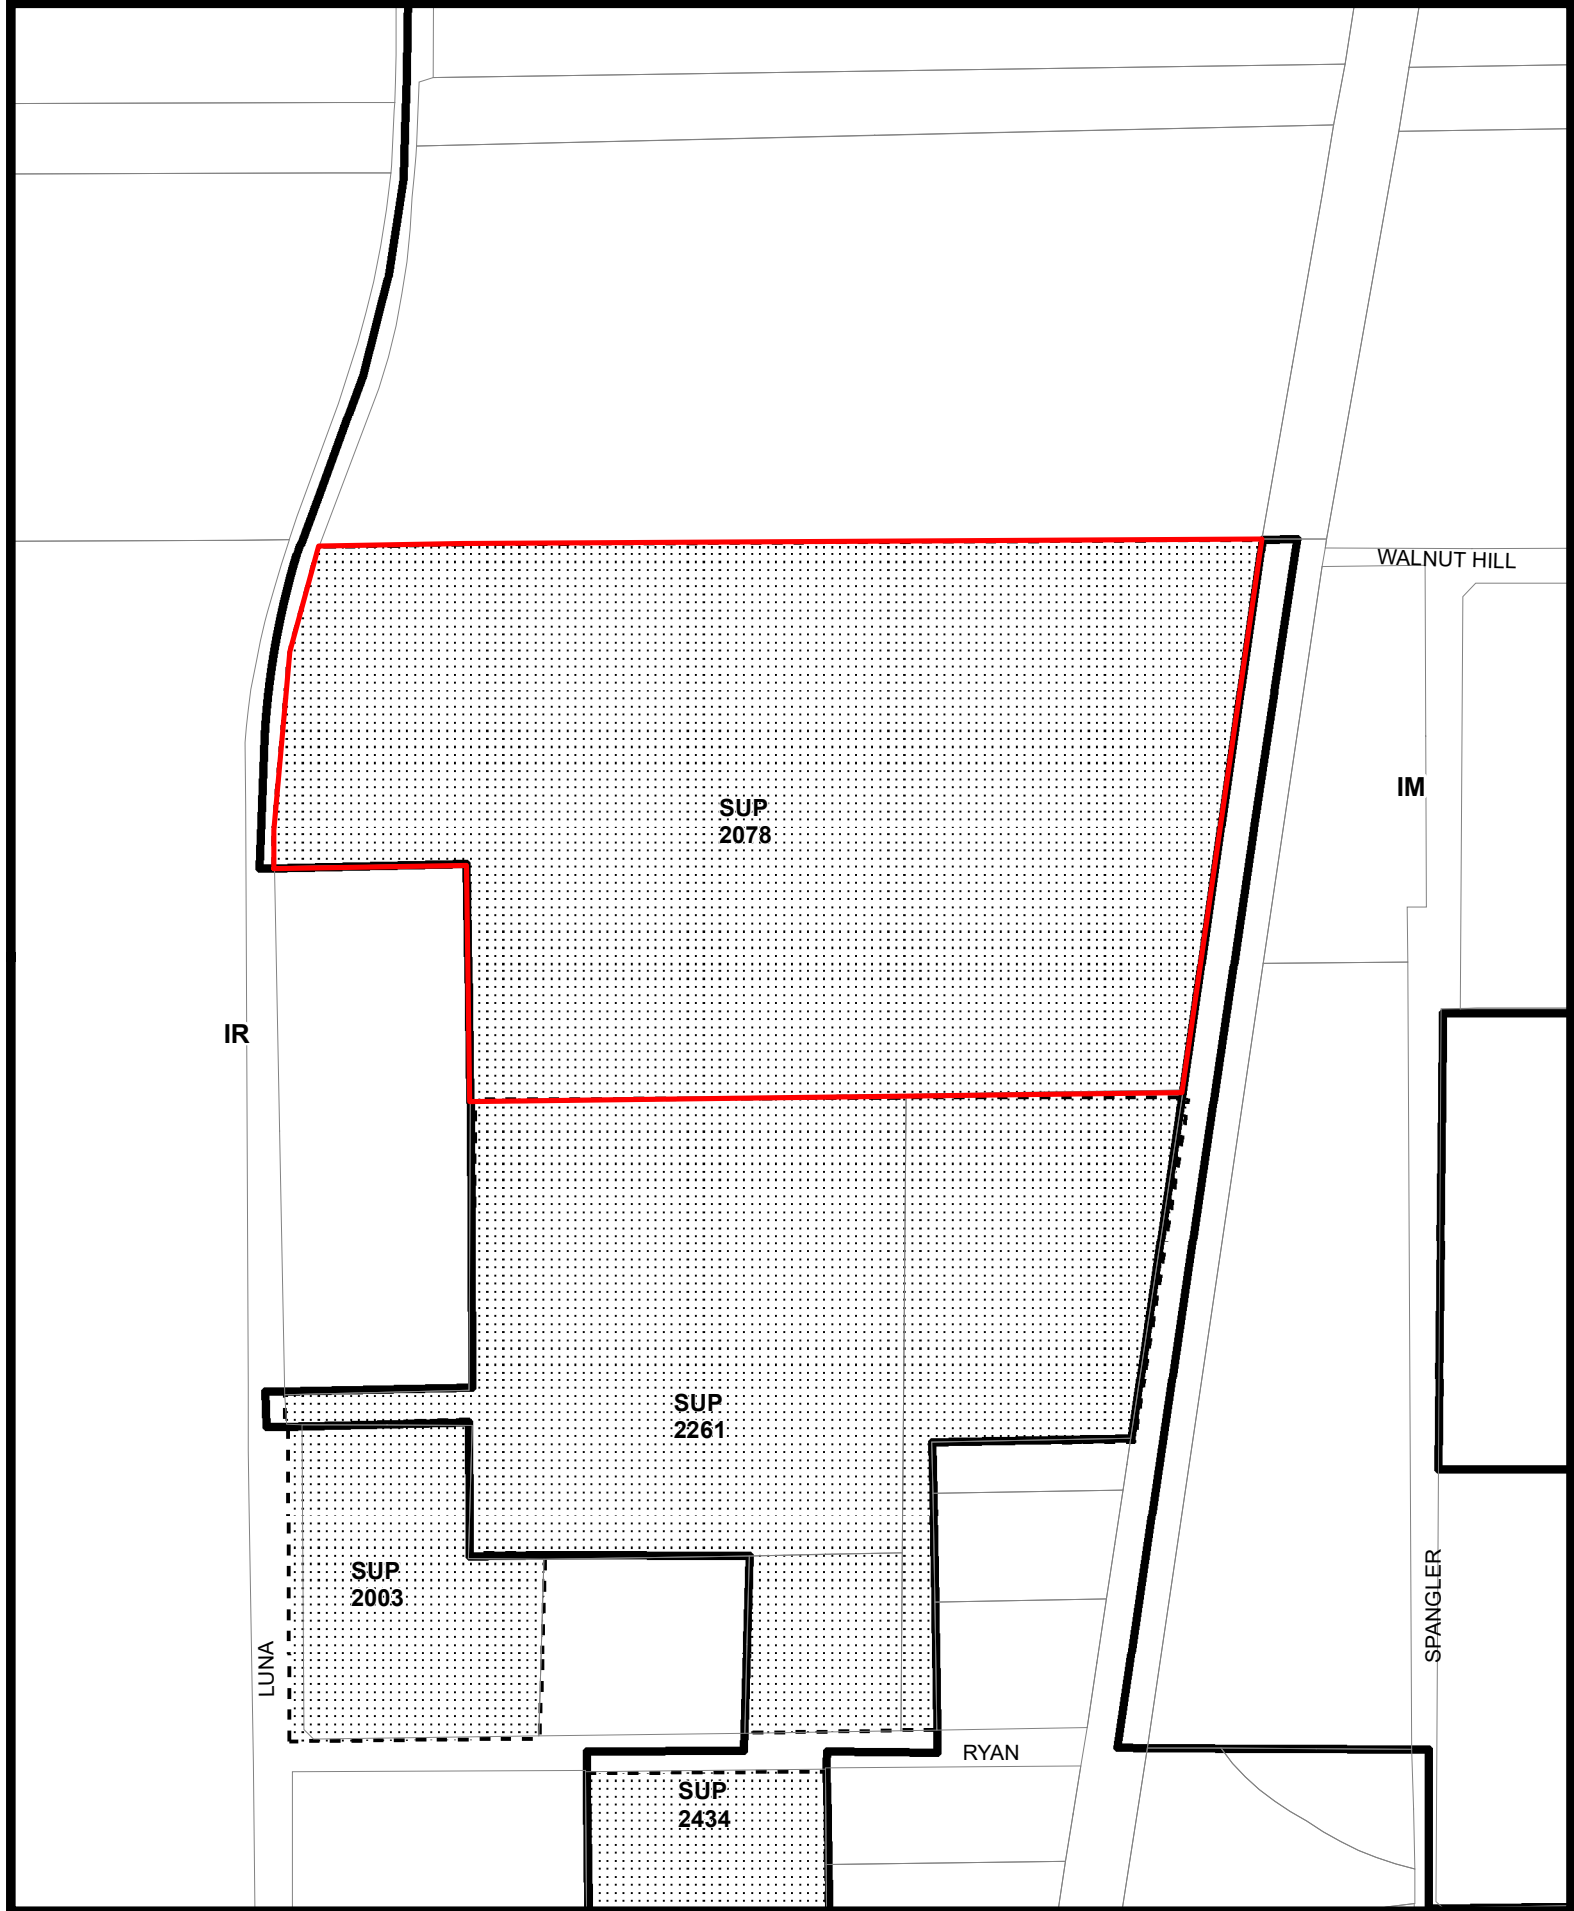 WALNUT HILL
IM
SUP
2078
IR
SUP
2261
SUP
2003
SPANGLER
LUNA
RYAN
SUP
2434